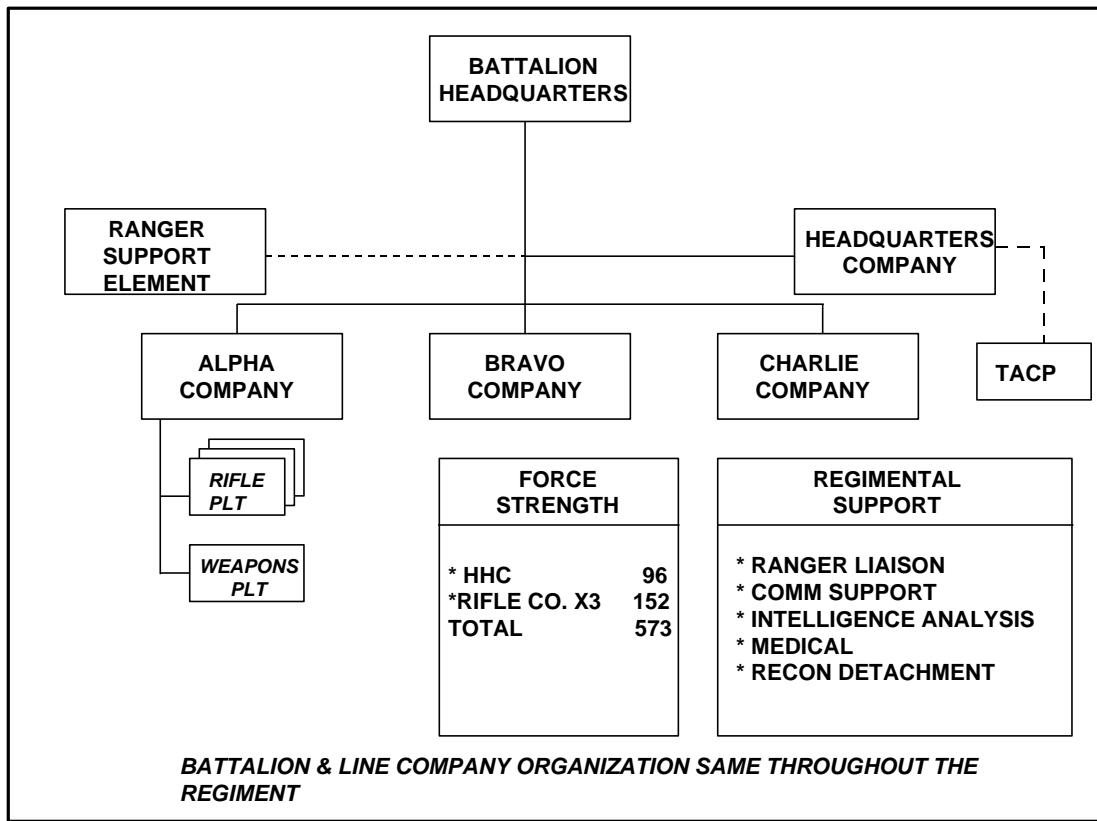 BATTALION
HEADQUARTERS
RANGER
SUPPORT
ELEMENT
HEADQUARTERS
COMPANY
ALPHA
COMPANY
BRAVO
COMPANY
CHARLIE
COMPANY
TACP
RIFLE
PLT
WEAPONS
PLT
FORCE
STRENGTH
* HHC 96
*RIFLE CO. X3 152
TOTAL 573
REGIMENTAL
SUPPORT
* RANGER LIAISON
* COMM SUPPORT
* INTELLIGENCE ANALYSIS
* MEDICAL
* RECON DETACHMENT
BATTALION & LINE COMPANY ORGANIZATION SAME THROUGHOUT THE
REGIMENT